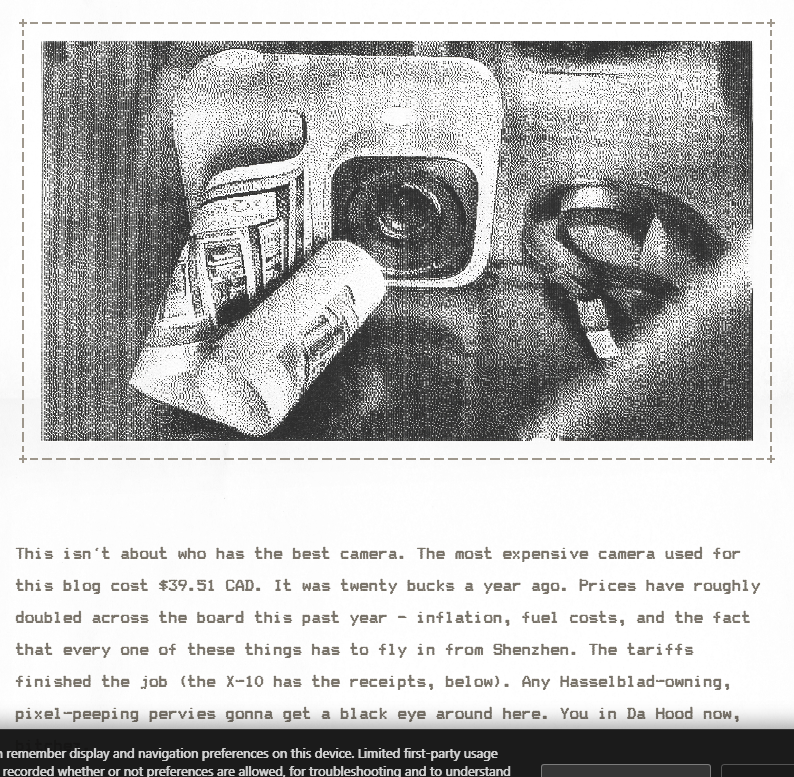 This isn't about who has the best camera. The most expensive camera used for
this blog cost $39.51 CAD. It was twenty bucks a year ago. Prices have roughly
doubled across the board this past year - inflation, fuel costs, and the fact
that every one of these things has to fly in from Shenzhen. The tariffs
finished the job (the X-10 has the receipts, below). Any Hasselblad-owning,
pixel-peeping pervies gonna get a black eye around here. You in Da Hood now,
remember display and navigation preferences on this device. Limited first-party usage
recorded whether or not preferences are allowed, for troubleshooting and to understand